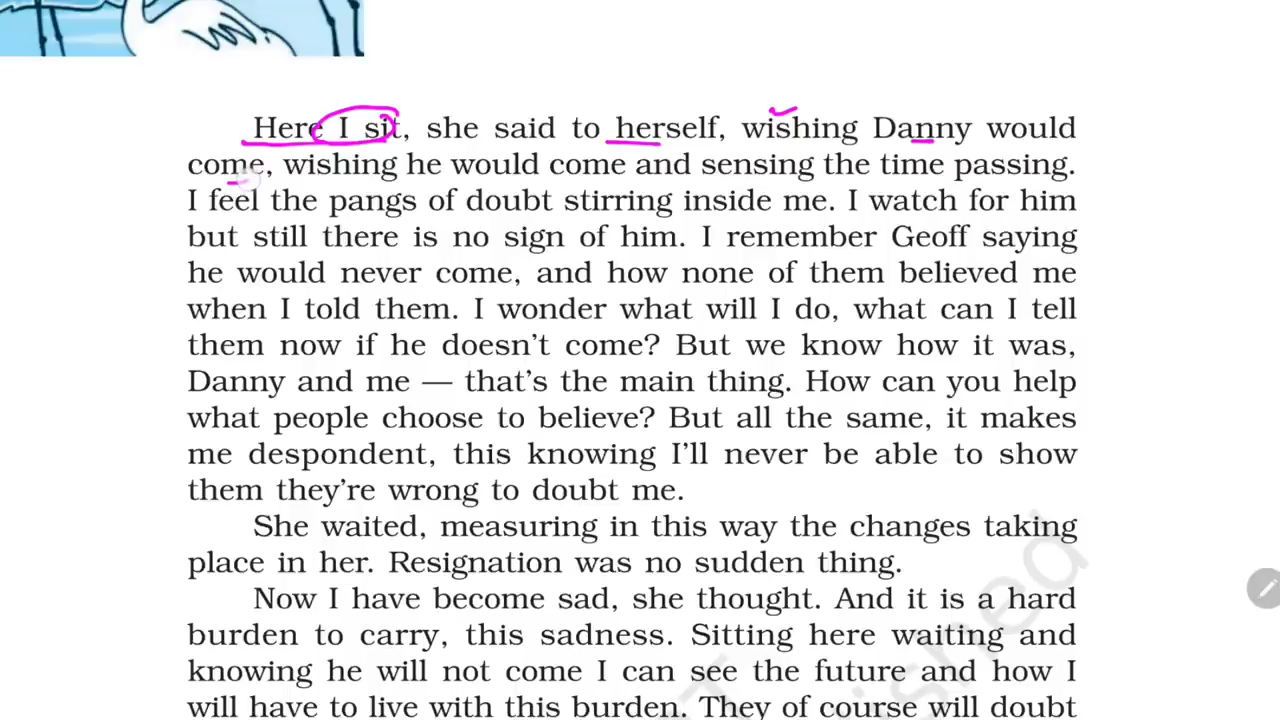 Here I sit, she said to herself, wishing Danny would
come, wishing he would come and sensing the time passing.
I feel the pangs of doubt stirring inside me. I watch for him
but still there is no sign of him. I remember Geoff saying
he would never come, and how none of them believed me
when I told them. I wonder what will I do, what can I tell
them now if he doesn’t come? But we know how it was,
Danny and me — that’s the main thing. How can you help
what people choose to believe? But all the same, it makes
me despondent, this knowing I’ll never be able to show
them they’re wrong to doubt me.
She waited, measuring in this way the changes taking
place in her. Resignation was no sudden thing.
Now I have become sad, she thought. And it is a hard
burden to carry, this sadness. Sitting here waiting and
knowing he will not come I can see the future and how I
will have to live with this burden. They of course will doubt